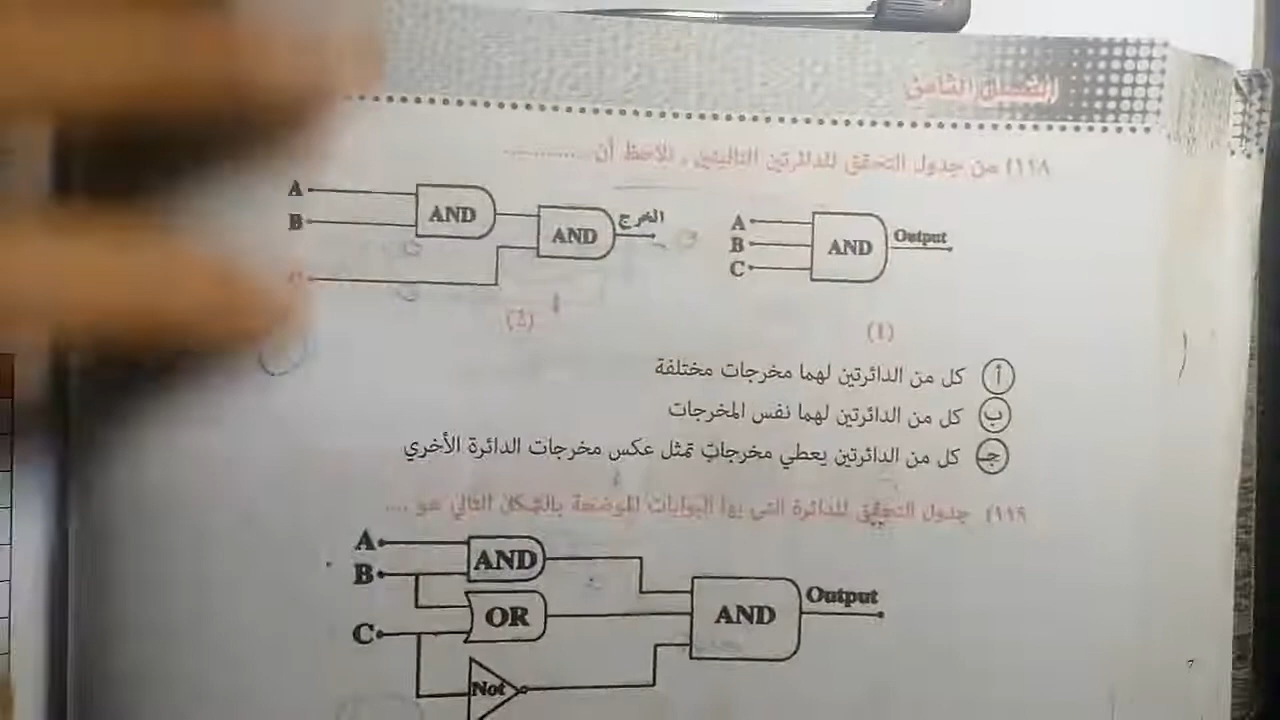 الفصل الثامن
١١٨) من جدول التحقق للدائرتين التاليتين ، نلاحظ أن ............
A
B
AND
AND
الخرج
(2)
A
B
C
AND
Output
(1)
أ كل من الدائرتين لهما مخرجات مختلفة
ب كل من الدائرتين لهما نفس المخرجات
جـ كل من الدائرتين يعطي مخرجات تمثل عكس مخرجات الدائرة الأخري
١١٩) جدول التحقق للدائرة التي بها البوابات الموضحة بالشكل التالي هو ....
A
B
C
AND
OR
Not
AND
Output